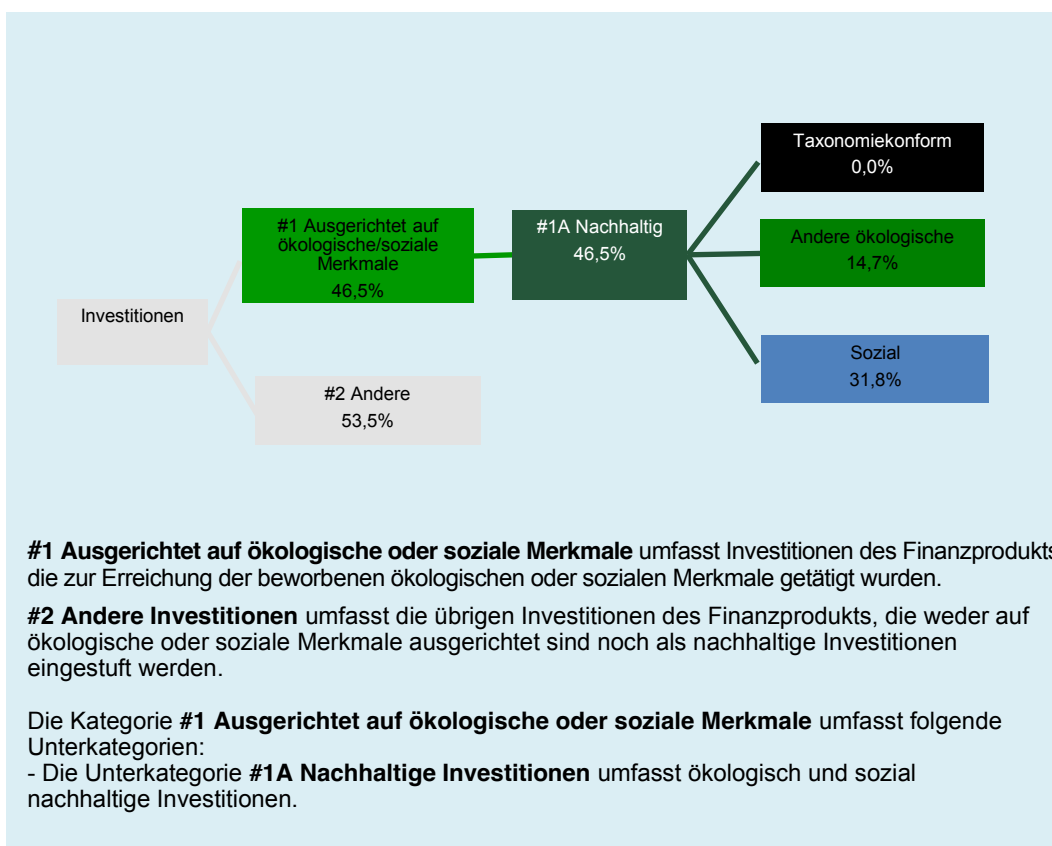 Taxonomiekonform
0,0%
#1 Ausgerichtet auf
ökologische/soziale
Merkmale
46,5%
#1A Nachhaltig
46,5%
Andere ökologische
14,7%
Investitionen
Sozial
31,8%
#2 Andere
53,5%
#1 Ausgerichtet auf ökologische oder soziale Merkmale umfasst Investitionen des Finanzprodukts
die zur Erreichung der beworbenen ökologischen oder sozialen Merkmale getätigt wurden.
#2 Andere Investitionen umfasst die übrigen Investitionen des Finanzprodukts, die weder auf
ökologische oder soziale Merkmale ausgerichtet sind noch als nachhaltige Investitionen
eingestuft werden.
Die Kategorie #1 Ausgerichtet auf ökologische oder soziale Merkmale umfasst folgende
Unterkategorien:
- Die Unterkategorie #1A Nachhaltige Investitionen umfasst ökologisch und sozial
nachhaltige Investitionen.